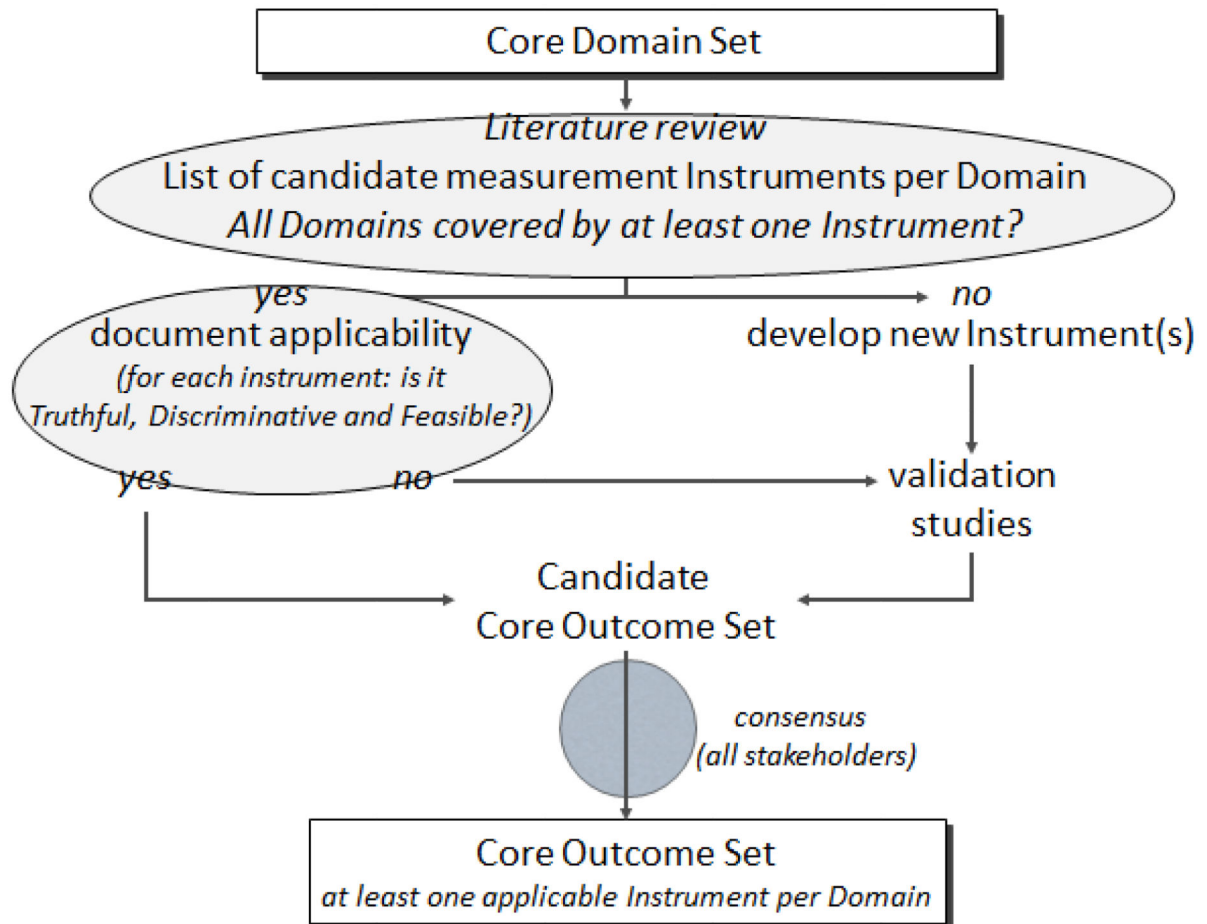 Core Domain Set
Literature review
List of candidate measurement Instruments per Domain
All Domains covered by at least one Instrument?
yes
no
document applicability
develop new Instrument(s)
(for each instrument: is it
Truthful, Discriminative and Feasible?)
yes
no
validation
studies
Candidate
Core Outcome Set
consensus
(all stakeholders)
Core Outcome Set
at least one applicable Instrument per Domain